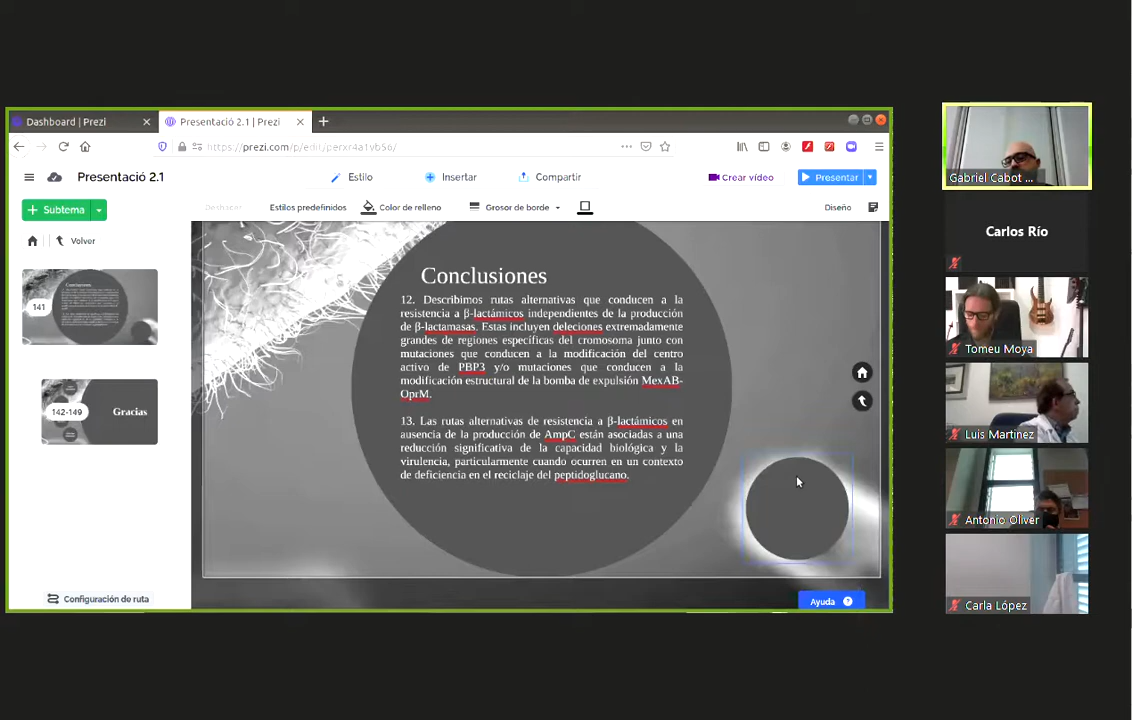 Dashboard | Prezi
Presentació 2.1 | Prezi
Presentació 2.1
Estilo
Insertar
Compartir
Crear vídeo
Presentar
Subtema
Estilos predefinidos
Color de relleno
Grosor de borde
Diseño
Volver
141
142-149
Gracias
Configuración de ruta
Conclusiones
12. Describimos rutas alternativas que conducen a la
resistencia a β-lactámicos independientes de la producción
de β-lactamasas. Estas incluyen deleciones extremadamente
grandes de regiones específicas del cromosoma junto con
mutaciones que conducen a la modificación del centro
activo de PBP3 y/o mutaciones que conducen a la
modificación estructural de la bomba de expulsión MexAB-
OprM.
13. Las rutas alternativas de resistencia a β-lactámicos en
ausencia de la producción de AmpC están asociadas a una
reducción significativa de la capacidad biológica y la
virulencia, particularmente cuando ocurren en un contexto
de deficiencia en el reciclaje del peptidoglucano.
Ayuda
Gabriel Cabot ...
Carlos Río
Tomeu Moya
Luis Martinez
Antonio Oliver
Carla López